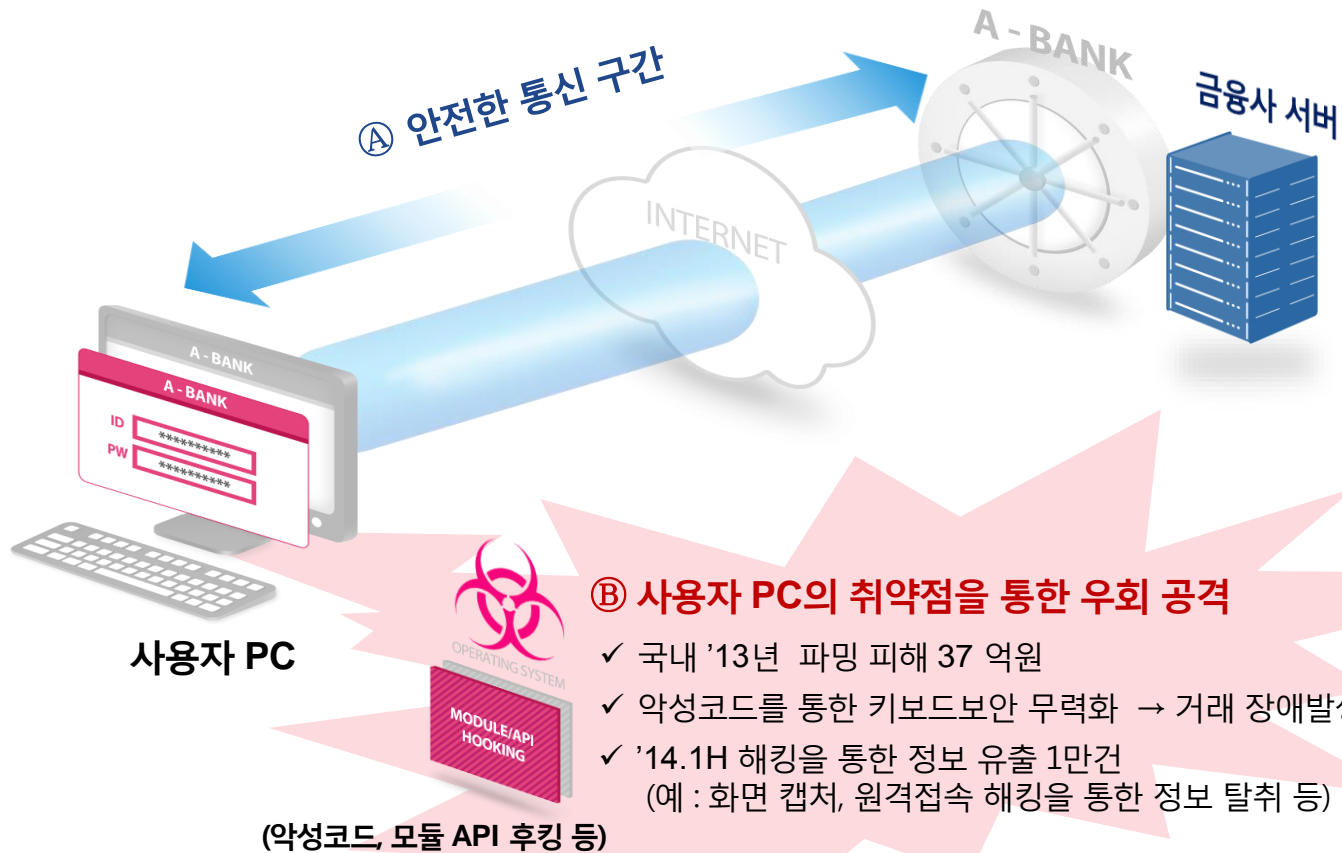 A - BANK
Ⓐ 안전한 통신 구간
금융사 서버
INTERNET
A - BANK
A - BANK
ID **********
PW **********
사용자 PC
OPERATING SYSTEM
MODULE/API
HOOKING
(악성코드, 모듈 API 후킹 등)
Ⓑ 사용자 PC의 취약점을 통한 우회 공격
✓ 국내 ’13년 파밍 피해 37 억원
✓ 악성코드를 통한 키보드보안 무력화 → 거래 장애발생
✓ ’14.1H 해킹을 통한 정보 유출 1만건
(예 : 화면 캡처, 원격접속 해킹을 통한 정보 탈취 등)